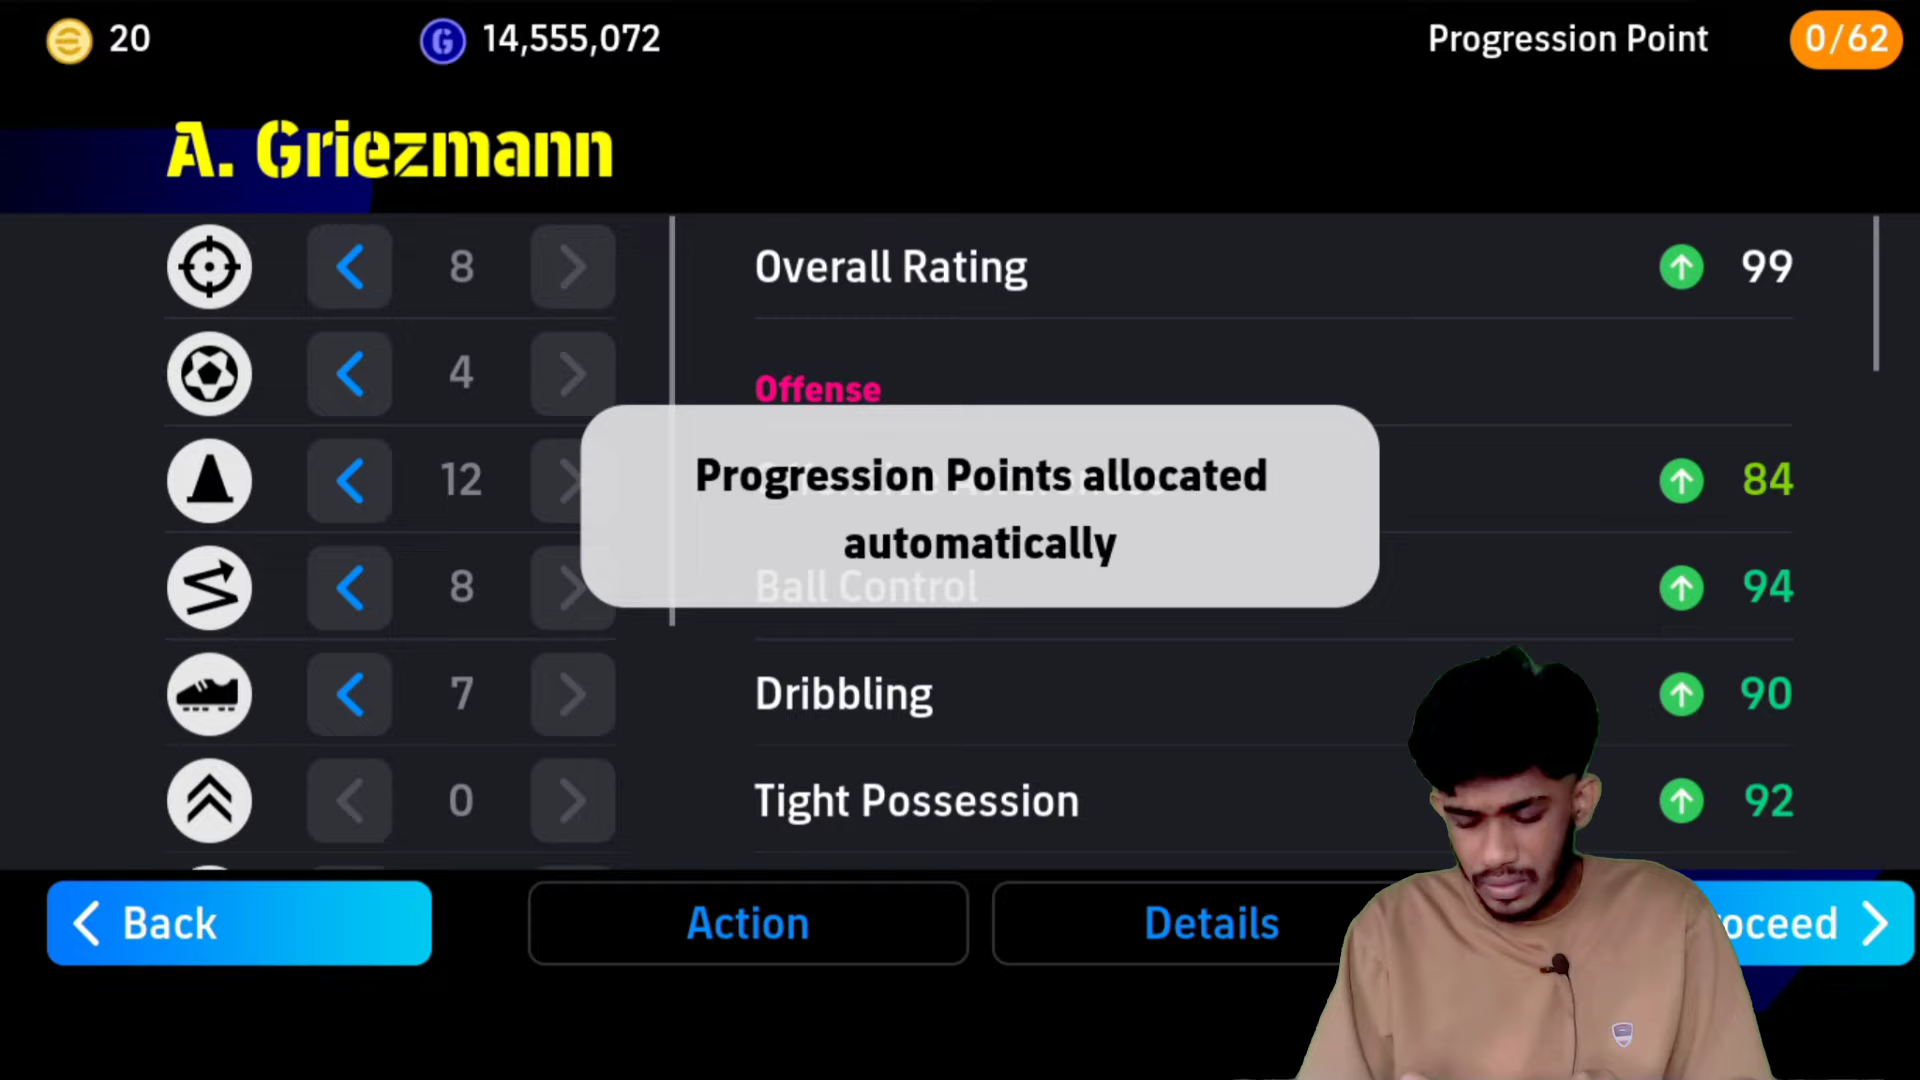 20
14,555,072
Progression Point
0/62
A. Griezmann
8
Overall Rating
99
4
Offense
12
Progression Points allocated
automatically
84
8
Ball Control
94
7
Dribbling
90
0
Tight Possession
92
Back
Action
Details
oceed